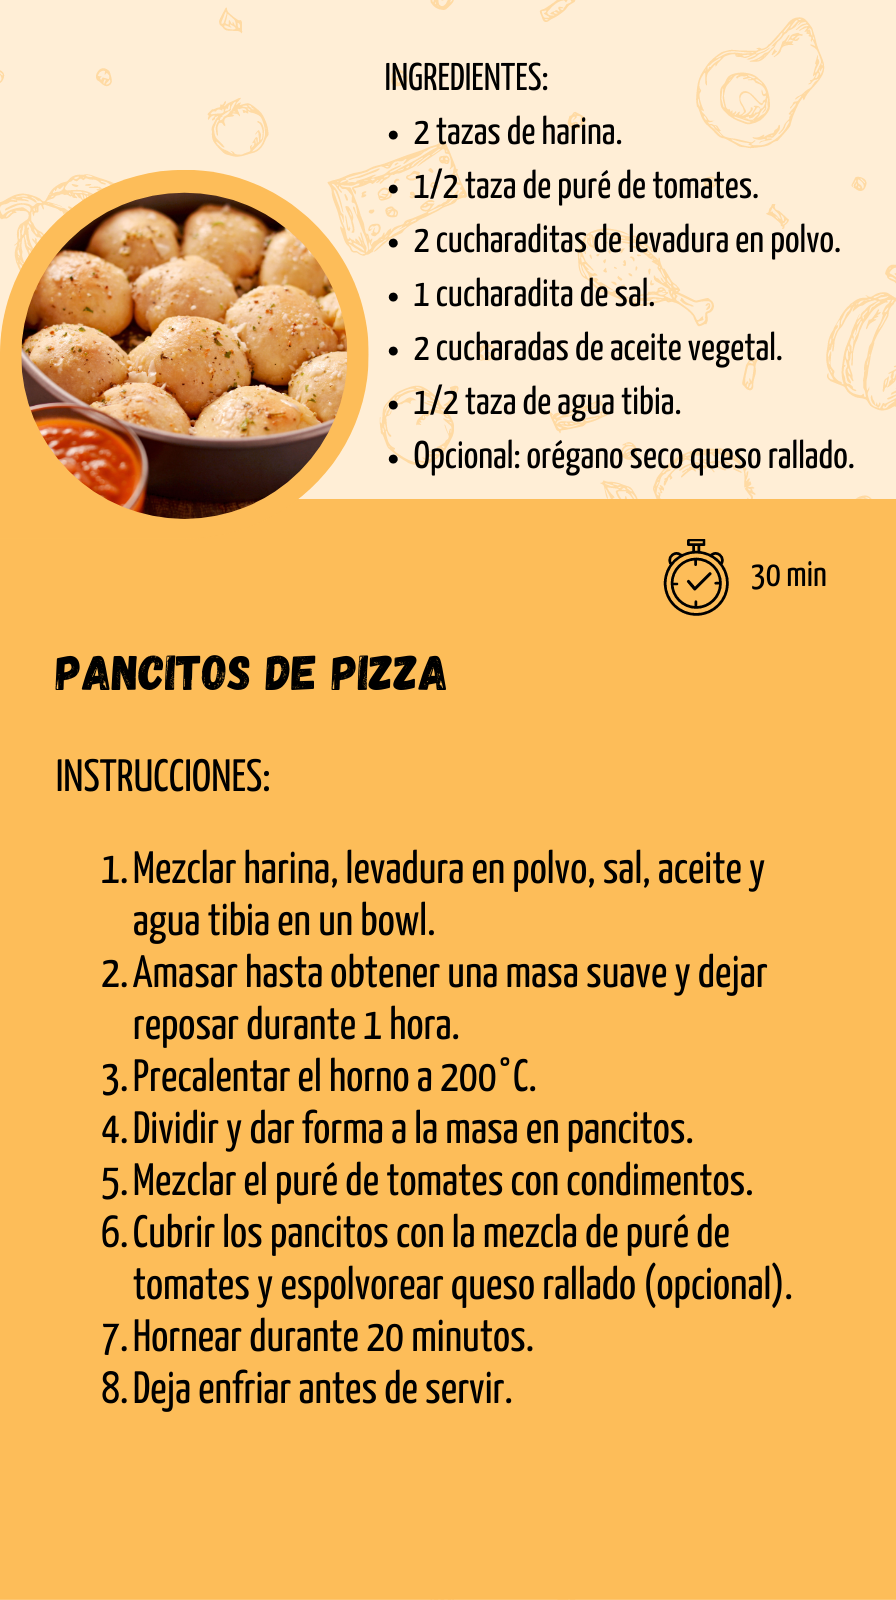 INGREDIENTES:
• 2 tazas de harina.
• 1/2 taza de puré de tomates.
• 2 cucharaditas de levadura en polvo.
• 1 cucharadita de sal.
• 2 cucharadas de aceite vegetal.
• 1/2 taza de agua tibia.
• Opcional: orégano seco queso rallado.
30 min
PANCITOS DE PIZZA
INSTRUCCIONES:
1. Mezclar harina, levadura en polvo, sal, aceite y
agua tibia en un bowl.
2. Amasar hasta obtener una masa suave y dejar
reposar durante 1 hora.
3. Precalentar el horno a 200°C.
4. Dividir y dar forma a la masa en pancitos.
5. Mezclar el puré de tomates con condimentos.
6. Cubrir los pancitos con la mezcla de puré de
tomates y espolvorear queso rallado (opcional).
7. Hornear durante 20 minutos.
8. Deja enfriar antes de servir.